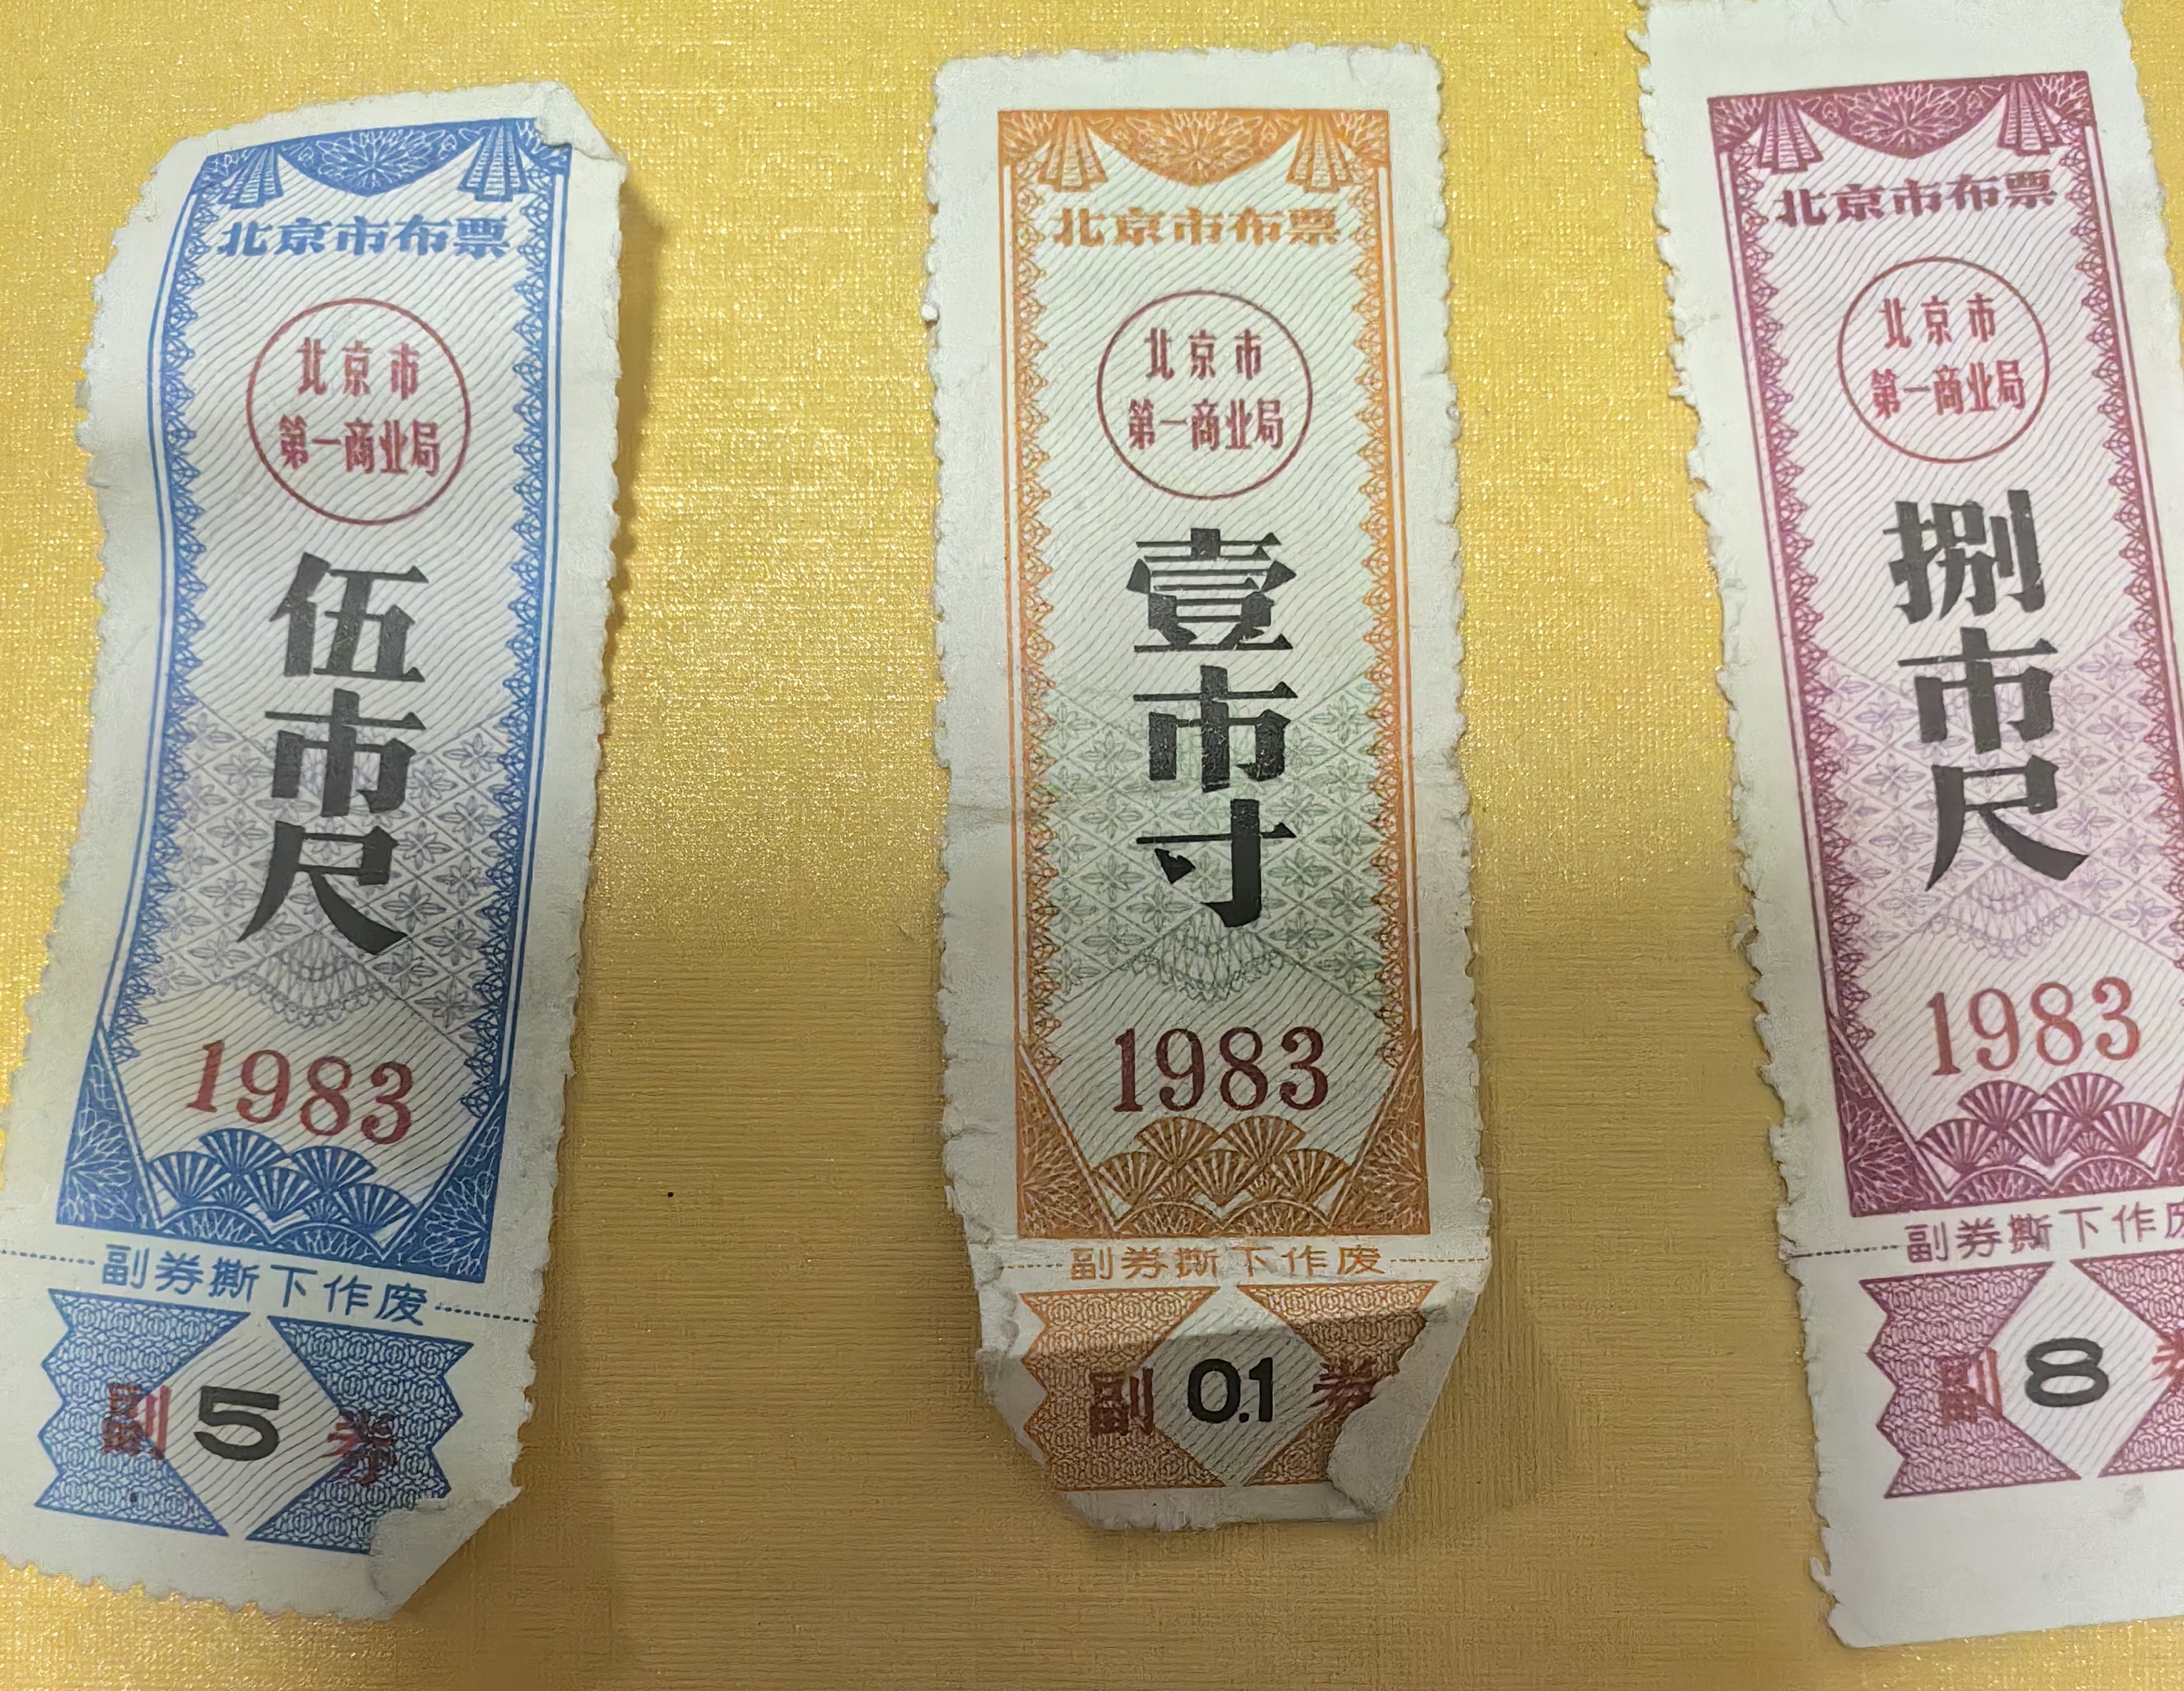 北京市布票
北京市
第一商业局
伍市尺
1983
副券撕下作废
副 5 券
北京市布票
北京市
第一商业局
壹市寸
1983
副券撕下作废
副 0.1 券
北京市布票
北京市
第一商业局
捌市尺
1983
副券撕下作废
副 8